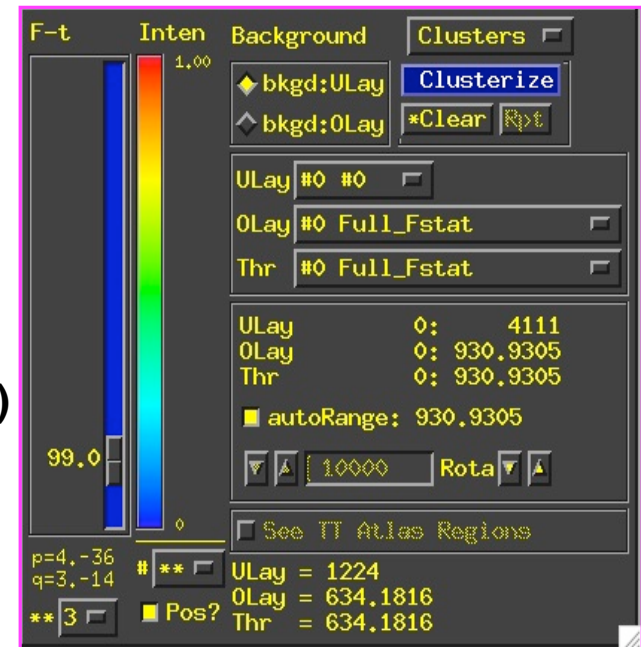 F-t Inten Background Clusters
1.00
bkgd:ULay Clusterize
bkgd:OLay *Clear Rpt
ULay #0 #0
OLay #0 Full_Fstat
Thr #0 Full_Fstat
ULay 0: 4111
OLay 0: 930.9305
Thr 0: 930.9305
autoRange: 930.9305
)
99.0
10000 Rota
0
See TT Atlas Regions
p=4.-36
q=3.-14
# **
ULay = 1224
OLay = 634.1816
** 3 Pos? Thr = 634.1816